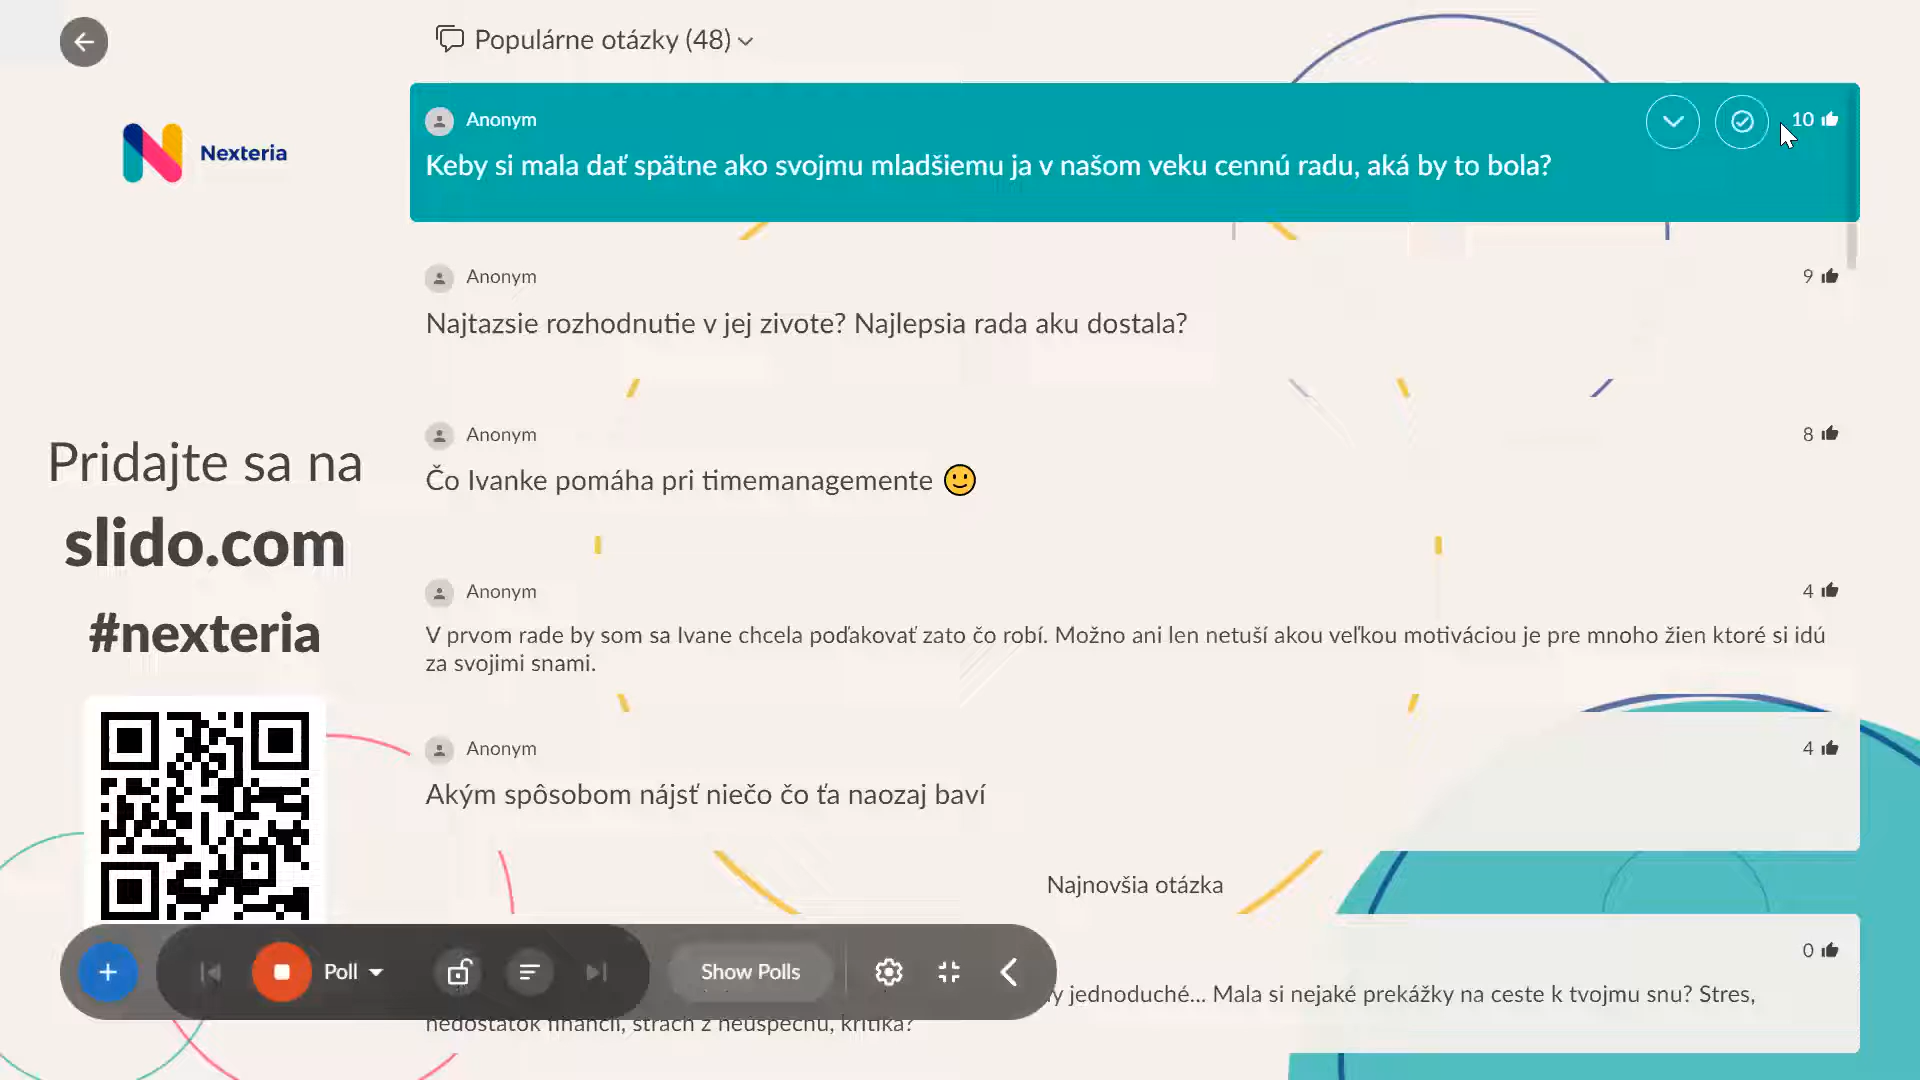 Populárne otázky (48)
Nexteria
Anonym
10
Keby si mala dať spätne ako svojmu mladšiemu ja v našom veku cennú radu, aká by to bola?
Anonym
9
Najtazsie rozhodnutie v jej zivote? Najlepsia rada aku dostala?
Anonym
8
Čo Ivanke pomáha pri timemanagemente 🙂
Anonym
4
V prvom rade by som sa Ivane chcela poďakovať zato čo robí. Možno ani len netuší akou veľkou motiváciou je pre mnoho žien ktoré si idú
za svojimi snami.
Anonym
4
Akým spôsobom nájsť niečo čo ťa naozaj baví
Pridajte sa na
slido.com
#nexteria
Najnovšia otázka
0
jednoduché... Mala si nejaké prekážky na ceste k tvojmu snu? Stres,
nedostatok financií, strach z neúspechu, kritika?
Poll
Show Polls